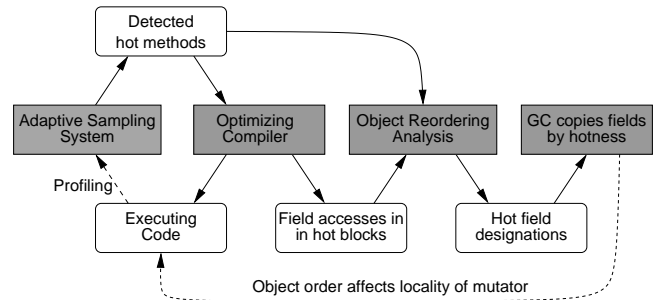 Detected
hot methods
Adaptive Sampling
System
Optimizing
Compiler
Object Reordering
Analysis
GC copies fields
by hotness
Profiling
Executing
Code
Field accesses in
in hot blocks
Hot field
designations
Object order affects locality of mutator